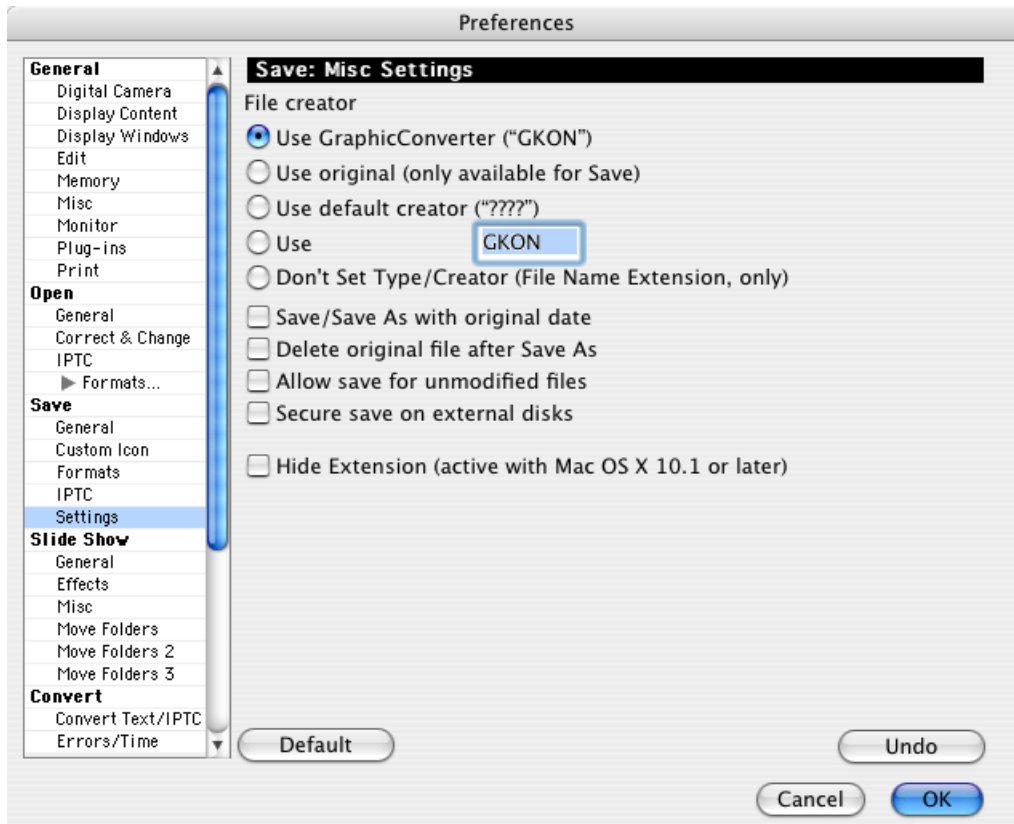 Preferences
General
Digital Camera
Display Content
Display Windows
Edit
Memory
Misc
Monitor
Plug-ins
Print
Open
General
Correct & Change
IPTC
Formats...
Save
General
Custom Icon
Formats
IPTC
Settings
Slide Show
General
Effects
Misc
Move Folders
Move Folders 2
Move Folders 3
Convert
Convert Text/IPTC
Errors/Time
Save: Misc Settings
File creator
Use GraphicConverter (“GKON”)
Use original (only available for Save)
Use default creator (“????”)
Use GKON
Don't Set Type/Creator (File Name Extension, only)
Save/Save As with original date
Delete original file after Save As
Allow save for unmodified files
Secure save on external disks
Hide Extension (active with Mac OS X 10.1 or later)
Default
Undo
Cancel
OK